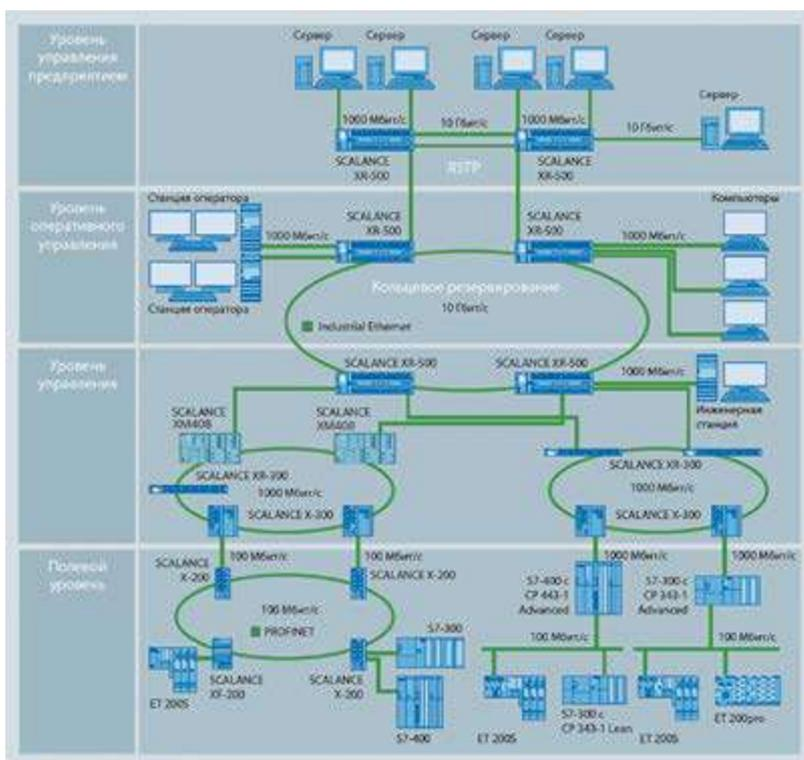 Уровень
управления
предприятием
Сервер
Сервер
Сервер
Сервер
Сервер
1000 Мбит/с
10 Гбит/с
1000 Мбит/с
10 Гбит/с
SCALANCE
XR-500
RSTP
SCALANCE
XR-500
Уровень
оперативного
управления
Станция оператора
1000 Мбит/с
Станция оператора
SCALANCE
XR-500
SCALANCE
XR-500
1000 Мбит/с
Компьютеры
Кольцевое резервирование
10 Гбит/с
Industrial Ethernet
Уровень
управления
SCALANCE XR-500
SCALANCE XR-500
1000 Мбит/с
Инженерная
станция
SCALANCE
XM408
SCALANCE
XM408
SCALANCE XR-300
1000 Мбит/с
SCALANCE X-300
SCALANCE XR-300
1000 Мбит/с
SCALANCE X-300
Полевой
уровень
100 Мбит/с
100 Мбит/с
1000 Мбит/с
1000 Мбит/с
SCALANCE
X-200
SCALANCE X-200
100 Мбит/с
PROFINET
ET 200S
SCALANCE
XF-200
SCALANCE
X-200
S7-300
S7-400
S7-400 с
CP 443-1
Advanced
S7-300 с
CP 343-1
Advanced
100 Мбит/с
100 Мбит/с
ET 200S
S7-300 с
CP 343-1 Lean
ET 200S
ET 200pro